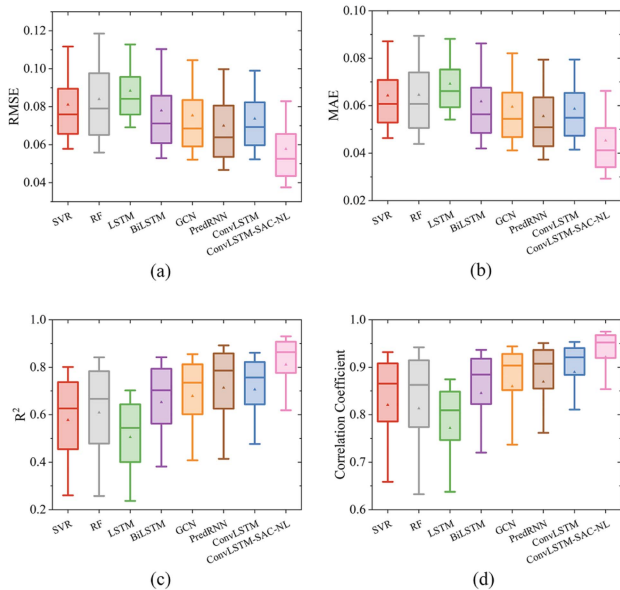 0.12
0.10
0.08
0.06
0.04
RMSE
SVR
RF
LSTM
BiLSTM
GCN
PredRNN
ConvLSTM
ConvLSTM-SAC-NL
(a)
0.10
0.08
0.06
0.04
0.02
MAE
SVR
RF
LSTM
BiLSTM
GCN
PredRNN
ConvLSTM
ConvLSTM-SAC-NL
(b)
1.0
0.8
0.6
0.4
0.2
R²
SVR
RF
LSTM
BiLSTM
GCN
PredRNN
ConvLSTM
ConvLSTM-SAC-NL
(c)
1.0
0.9
0.8
0.7
0.6
Correlation Coefficient
SVR
RF
LSTM
BiLSTM
GCN
PredRNN
ConvLSTM
ConvLSTM-SAC-NL
(d)